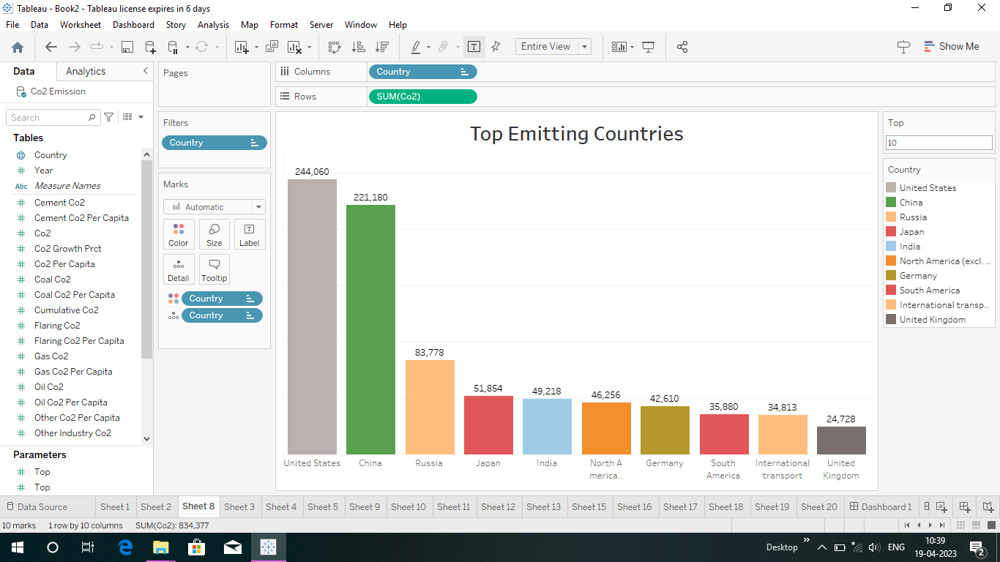 Tableau - Book2 - Tableau license expires in 6 days
File Data Worksheet Dashboard Story Analysis Map Format Server Window Help
Entire View
Show Me
Data Analytics
Co2 Emission
Search
Tables
Country
Year
Abc Measure Names
Cement Co2
Cement Co2 Per Capita
Co2
Co2 Growth Prct
Co2 Per Capita
Coal Co2
Coal Co2 Per Capita
Cumulative Co2
Flaring Co2
Flaring Co2 Per Capita
Gas Co2
Gas Co2 Per Capita
Oil Co2
Oil Co2 Per Capita
Other Co2 Per Capita
Other Industry Co2
Parameters
Top
Top
Pages
Filters
Country
Marks
Automatic
Color Size Label
Detail Tooltip
Country
Country
Columns Country
Rows SUM(Co2)
Top Emitting Countries
244,060
221,180
83,778
51,854
49,218
46,256
42,610
35,880
34,813
24,728
United States
China
Russia
Japan
India
North A
merica..
Germany
South
America
International
transport
United
Kingdom
Top
10
Country
United States
China
Russia
Japan
India
North America (excl. ..
Germany
South America
International transp..
United Kingdom
Data Source Sheet 1 Sheet 2 Sheet 8 Sheet 3 Sheet 4 Sheet 5 Sheet 9 Sheet 10 Sheet 11 Sheet 12 Sheet 13 Sheet 15 Sheet 16 Sheet 17 Sheet 18 Sheet 19 Sheet 20 Dashboard 1
10 marks 1 row by 10 columns SUM(Co2): 834,377
Desktop ENG 10:39
19-04-2023
2